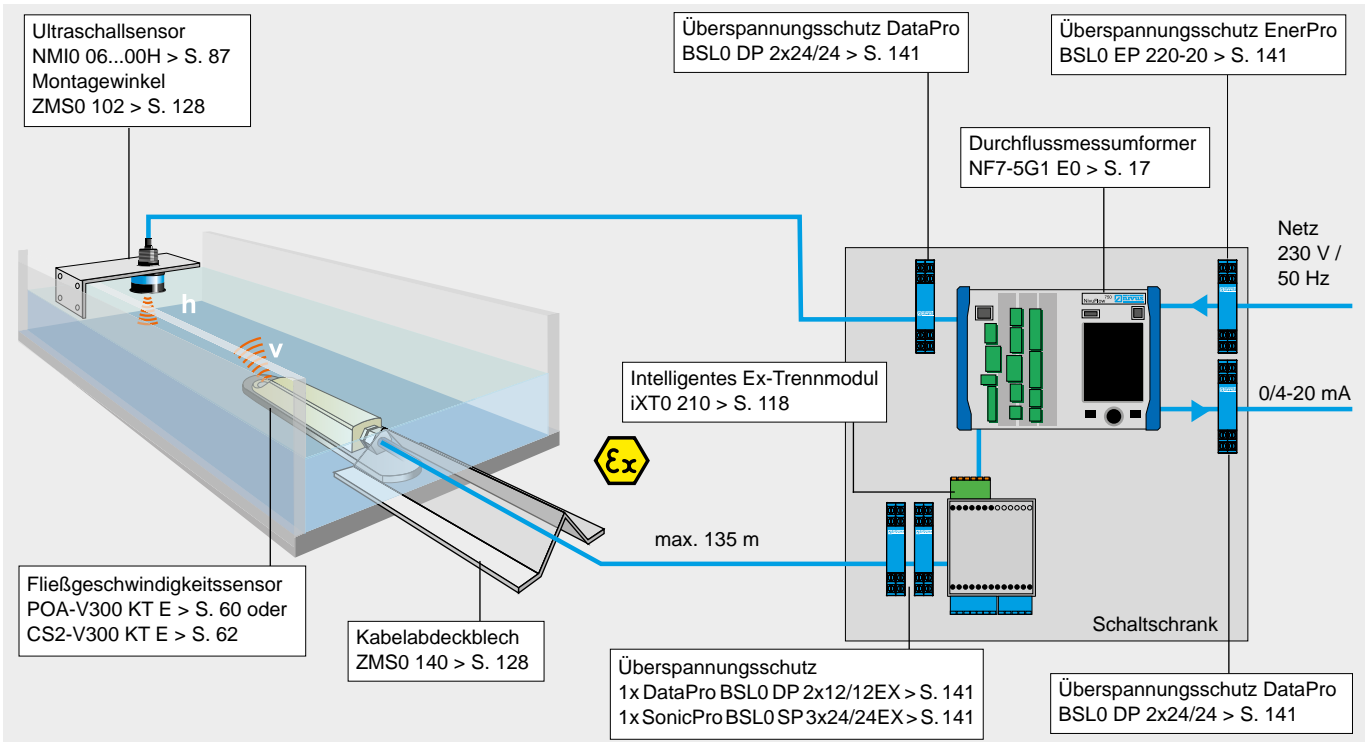 Ultraschallsensor
NMI0 06...00H > S. 87
Montagewinkel
ZMS0 102 > S. 128
Überspannungsschutz DataPro
BSL0 DP 2x24/24 > S. 141
Überspannungsschutz EnerPro
BSL0 EP 220-20 > S. 141
Durchflussmessumformer
NF7-5G1 E0 > S. 17
Netz
230 V /
50 Hz
h
v
NivuFlow 750
Intelligentes Ex-Trennmodul
iXT0 210 > S. 118
0/4-20 mA
Ex
max. 135 m
Fließgeschwindigkeitssensor
POA-V300 KT E > S. 60 oder
CS2-V300 KT E > S. 62
Kabelabdeckblech
ZMS0 140 > S. 128
Schaltschrank
Überspannungsschutz
1x DataPro BSL0 DP 2x12/12EX > S. 141
1x SonicPro BSL0 SP 3x24/24EX > S. 141
Überspannungsschutz DataPro
BSL0 DP 2x24/24 > S. 141